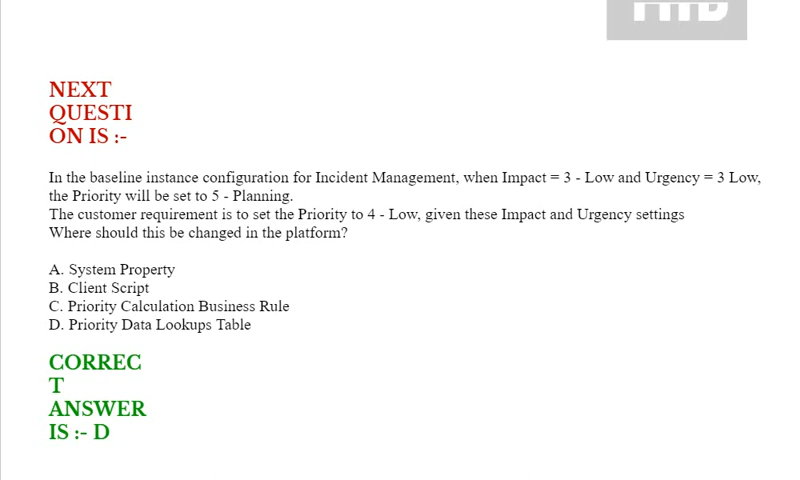 NEXT
QUESTI
ON IS :-
In the baseline instance configuration for Incident Management, when Impact = 3 - Low and Urgency = 3 Low,
the Priority will be set to 5 - Planning.
The customer requirement is to set the Priority to 4 - Low, given these Impact and Urgency settings
Where should this be changed in the platform?
A. System Property
B. Client Script
C. Priority Calculation Business Rule
D. Priority Data Lookups Table
CORREC
T
ANSWER
IS :- D